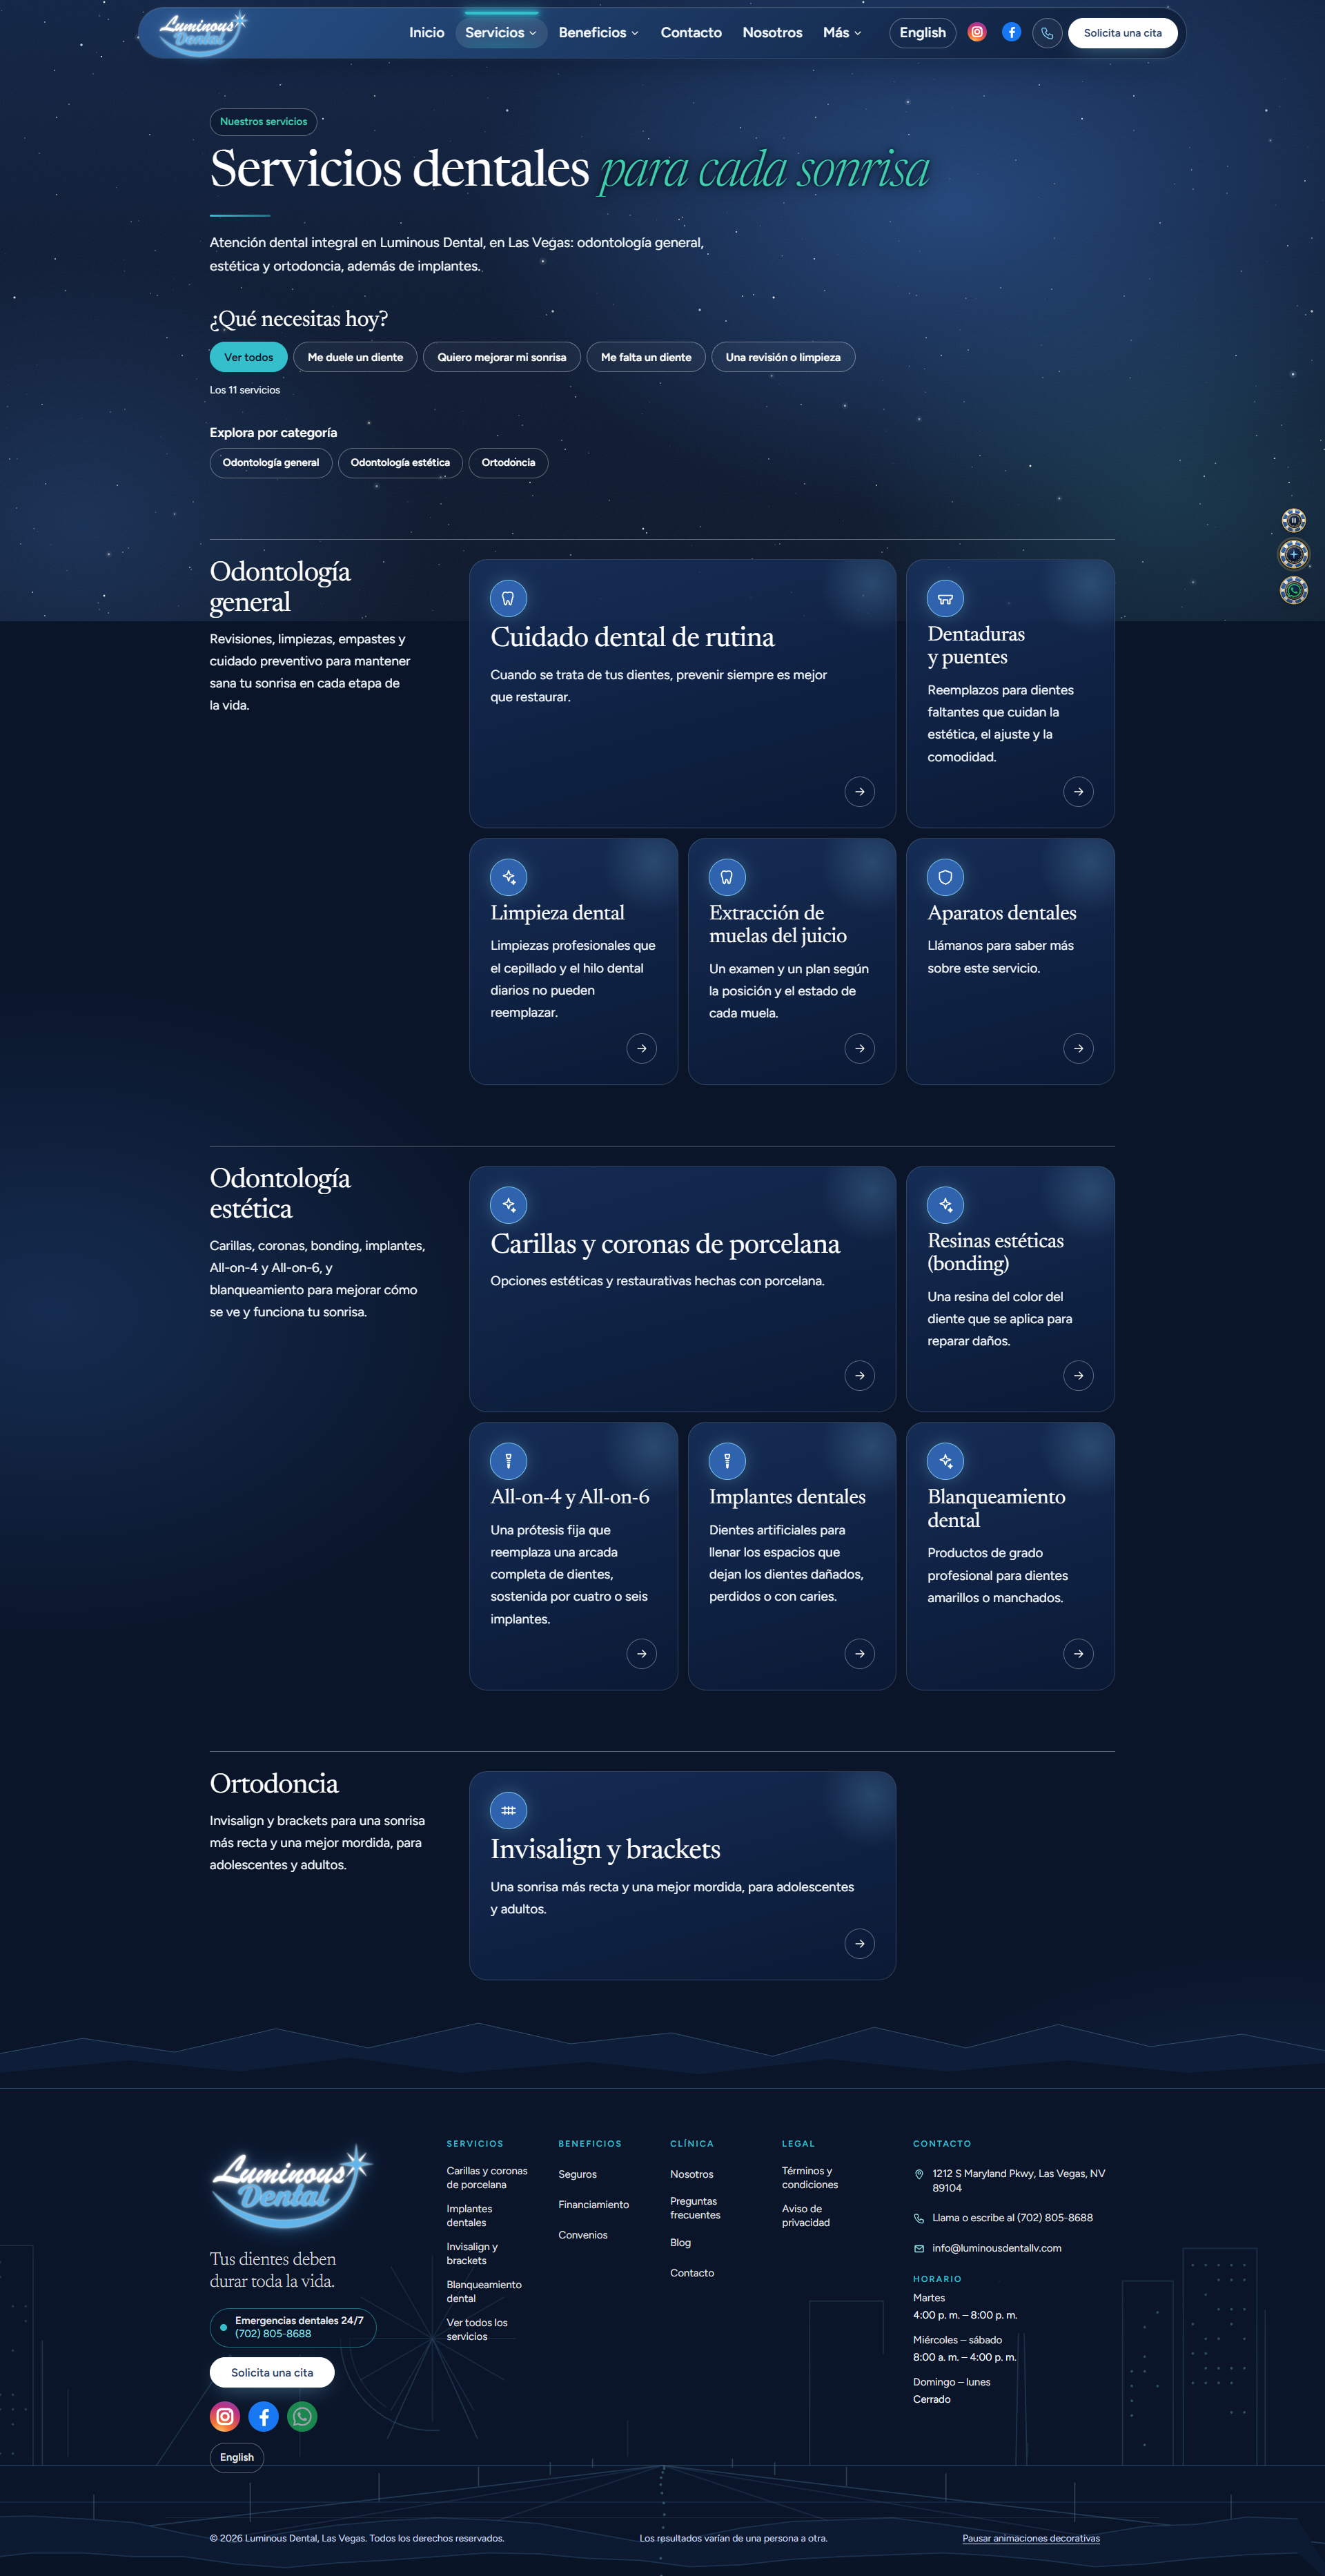 Luminous
Dental
Inicio
Servicios
Beneficios
Contacto
Nosotros
Más
English
Solicita una cita
Nuestros servicios
Servicios dentales para cada sonrisa
Atención dental integral en Luminous Dental, en Las Vegas: odontología general,
estética y ortodoncia, además de implantes.
¿Qué necesitas hoy?
Ver todos
Me duele un diente
Quiero mejorar mi sonrisa
Me falta un diente
Una revisión o limpieza
Los 11 servicios
Explora por categoría
Odontología general
Odontología estética
Ortodoncia
Odontología
general
Revisiones, limpiezas, empastes y
cuidado preventivo para mantener
sana tu sonrisa en cada etapa de
la vida.
Cuidado dental de rutina
Cuando se trata de tus dientes, prevenir siempre es mejor
que restaurar.
Dentaduras
y puentes
Reemplazos para dientes
faltantes que cuidan la
estética, el ajuste y la
comodidad.
Limpieza dental
Limpiezas profesionales que
el cepillado y el hilo dental
diarios no pueden
reemplazar.
Extracción de
muelas del juicio
Un examen y un plan según
la posición y el estado de
cada muela.
Aparatos dentales
Llámanos para saber más
sobre este servicio.
Odontología
estética
Carillas, coronas, bonding, implantes,
All-on-4 y All-on-6, y
blanqueamiento para mejorar cómo
se ve y funciona tu sonrisa.
Carillas y coronas de porcelana
Opciones estéticas y restaurativas hechas con porcelana.
Resinas estéticas
(bonding)
Una resina del color del
diente que se aplica para
reparar daños.
All-on-4 y All-on-6
Una prótesis fija que
reemplaza una arcada
completa de dientes,
sostenida por cuatro o seis
implantes.
Implantes dentales
Dientes artificiales para
llenar los espacios que
dejan los dientes dañados,
perdidos o con caries.
Blanqueamiento
dental
Productos de grado
profesional para dientes
amarillos o manchados.
Ortodoncia
Invisalign y brackets para una sonrisa
más recta y una mejor mordida, para
adolescentes y adultos.
Invisalign y brackets
Una sonrisa más recta y una mejor mordida, para adolescentes
y adultos.
Luminous
Dental
Tus dientes deben
durar toda la vida.
Emergencias dentales 24/7
(702) 805-8688
Solicita una cita
English
SERVICIOS
Carillas y coronas
de porcelana
Implantes
dentales
Invisalign y
brackets
Blanqueamiento
dental
Ver todos los
servicios
BENEFICIOS
Seguros
Financiamiento
Convenios
CLÍNICA
Nosotros
Preguntas
frecuentes
Blog
Contacto
LEGAL
Términos y
condiciones
Aviso de
privacidad
CONTACTO
1212 S Maryland Pkwy, Las Vegas, NV
89104
Llama o escribe al (702) 805-8688
info@luminousdentallv.com
HORARIO
Martes
4:00 p. m. – 8:00 p. m.
Miércoles – sábado
8:00 a. m. – 4:00 p. m.
Domingo – lunes
Cerrado
© 2026 Luminous Dental, Las Vegas. Todos los derechos reservados.
Los resultados varían de una persona a otra.
Pausar animaciones decorativas